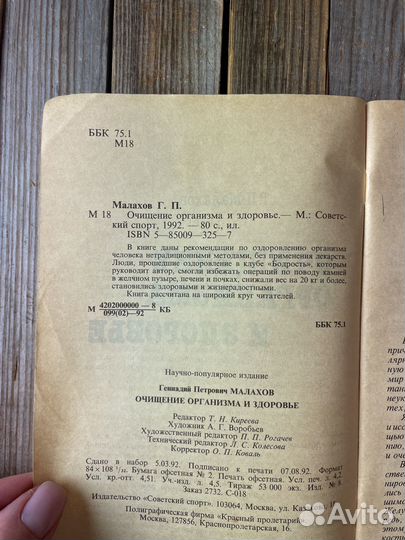 ББК 75.1
М18
Малахов Г. П.
М 18 Очищение организма и здоровье.— М.: Советский спорт, 1992. — 80 с., ил.
ISBN 5—85009—325—7
В книге даны рекомендации по оздоровлению организма
человека нетрадиционными методами, без применения лекарств.
Люди, прошедшие оздоровление в клубе «Бодрость», которым
руководит автор, смогли избежать операций по поводу камней
в желчном пузыре, печени и почках, снижали вес на 20 кг и более,
становились здоровыми и жизнерадостными.
Книга рассчитана на широкий круг читателей.
М 4202000000 — 8
099(02)—92 КБ
ББК 75.1
Научно-популярное издание
Геннадий Петрович МАЛАХОВ
ОЧИЩЕНИЕ ОРГАНИЗМА И ЗДОРОВЬЕ
Редактор Т. Н. Киреева
Художник А. Г. Воробьев
Художественный редактор П. П. Рогачев
Технический редактор Л. С. Колесова
Корректор О. П. Коваль
Сдано в набор 5.03.92. Подписано к печати 07.08.92. Формат
84×108 1/. Бумага офсетная № 2. Печать офсетная. Усл. печ. л. 4,2.
Усл. кр.-отт. 4,51. Уч.-изд. л. 4,5. Тираж 53 000 экз. Изд. № 8.
Заказ 2732. С-018
Издательство «Советский спорт». 103064, Москва, ул.
Полиграфическая фирма «Красный
Москва, 127856, Краснопролетарская, 16.
Avito